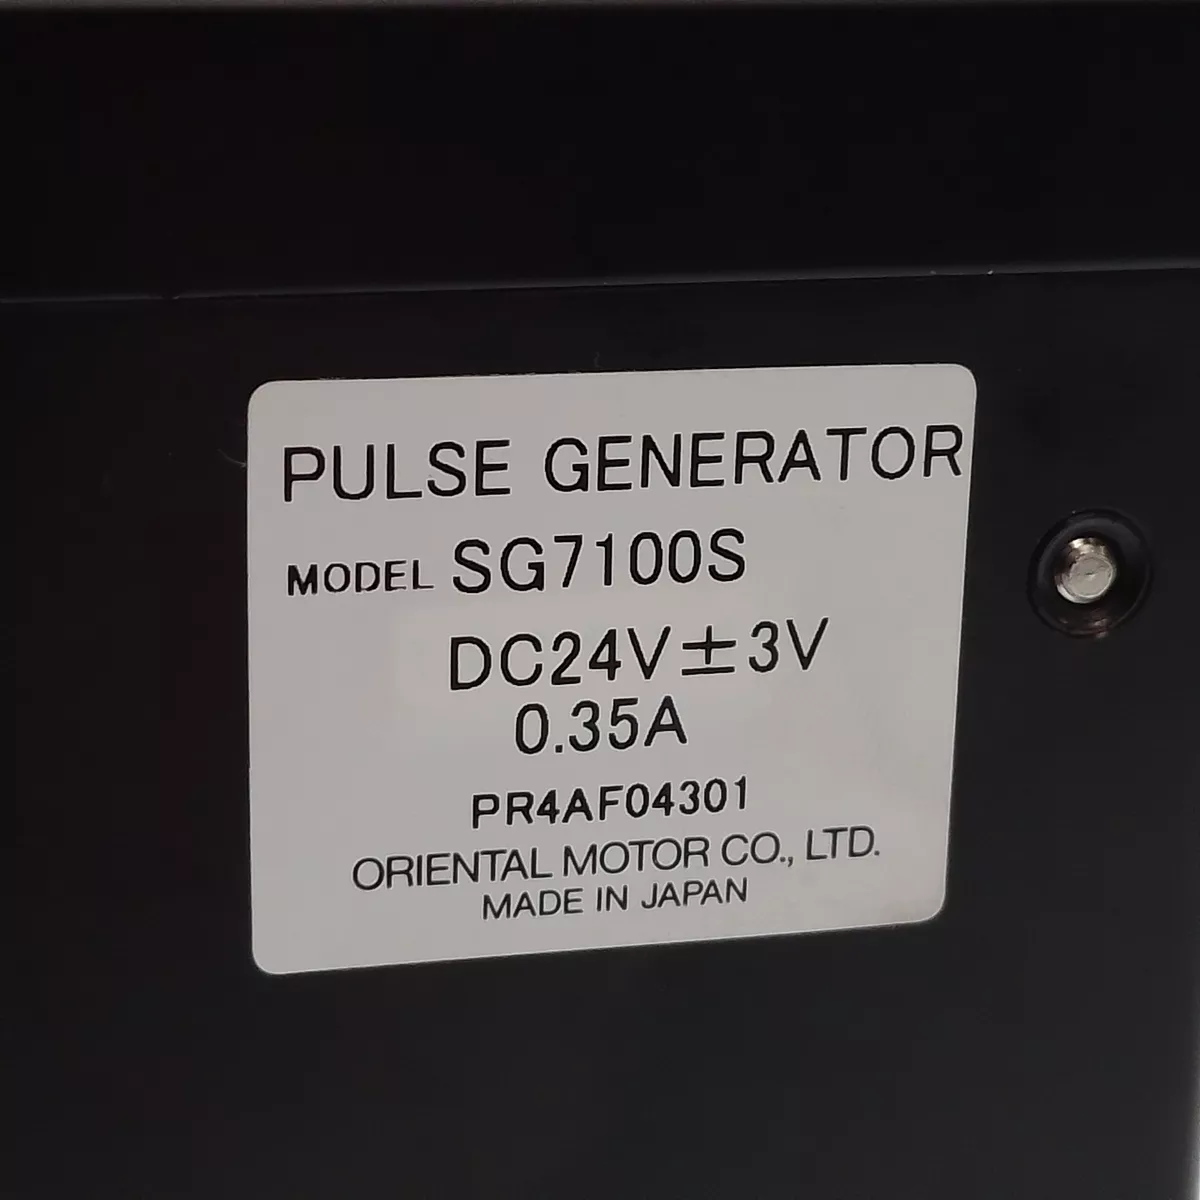 PULSE GENERATOR
MODEL SG7100S
DC24V±3V
0.35A
PR4AF04301
ORIENTAL MOTOR CO., LTD.
MADE IN JAPAN